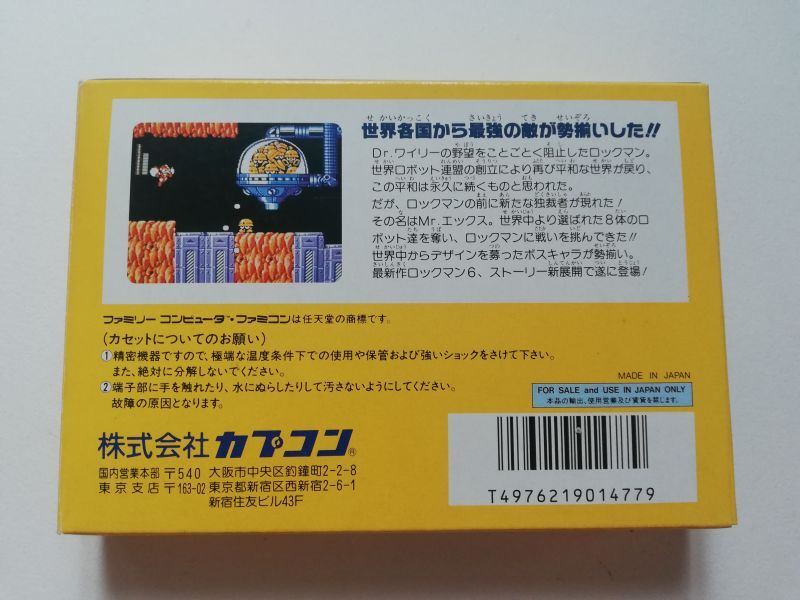 世界各国から最強の敵が勢揃いした!!
Dr.ワイリーの野望をことごとく阻止したロックマン。
世界ロボット連盟の創立により再び平和な世界が戻り、
この平和は永久に続くものと思われた。
だが、ロックマンの前に新たな独裁者が現れた!
その名はMr.エックス。世界中より選ばれた8体のロ
ボット達を奪い、ロックマンに戦いを挑んできた!!
世界中からデザインを募ったボスキャラが勢揃い。
最新作ロックマン6、ストーリー新展開で遂に登場!
ファミリー コンピュータ™・ファミコンは任天堂の商標です。
(カセットについてのお願い)
①精密機器ですので、極端な温度条件下での使用や保管および強いショックをさけて下さい。
また、絶対に分解しないでください。
②端子部に手を触れたり、水にぬらしたりして汚さないようにしてください。
故障の原因となります。
MADE IN JAPAN
FOR SALE and USE IN JAPAN ONLY
本品の輸出、使用営業及び賃貸を禁じます。
株式会社 カプコン®
国内営業本部 〒540 大阪市中央区釣鐘町2-2-8
東京支店 〒163-02 東京都新宿区西新宿2-6-1
新宿住友ビル43F
T4976219014779